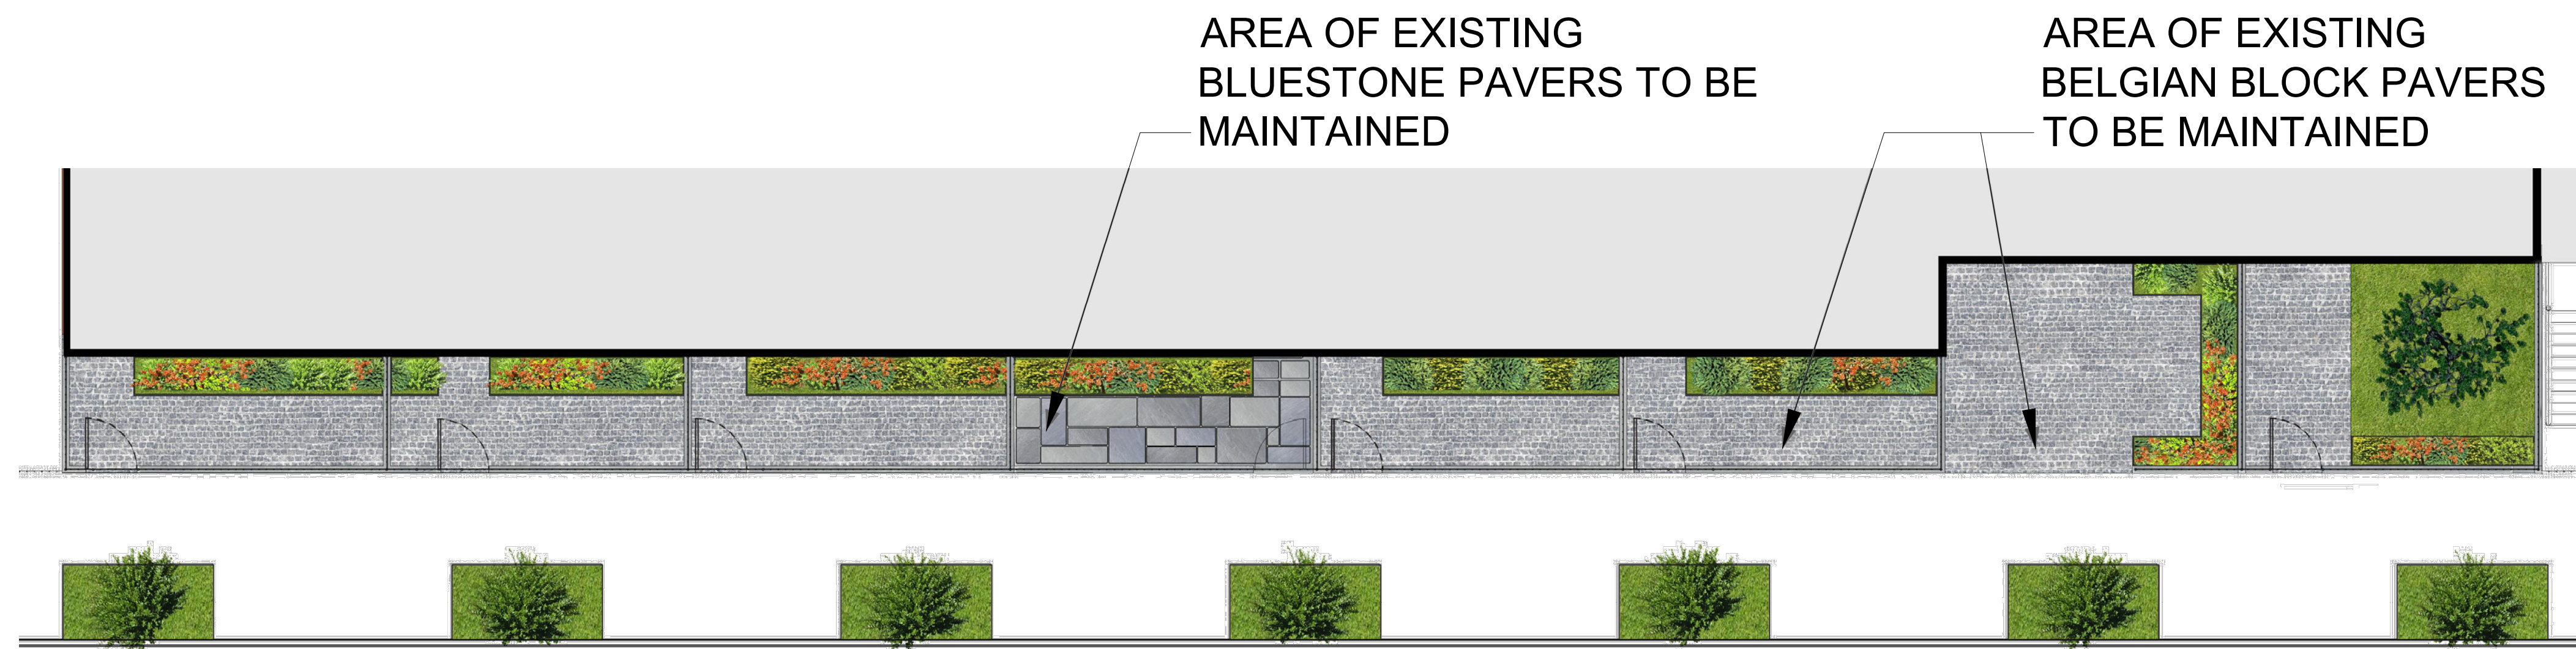 AREA OF EXISTING
BLUESTONE PAVERS TO BE
MAINTAINED
AREA OF EXISTING
BELGIAN BLOCK PAVERS
TO BE MAINTAINED